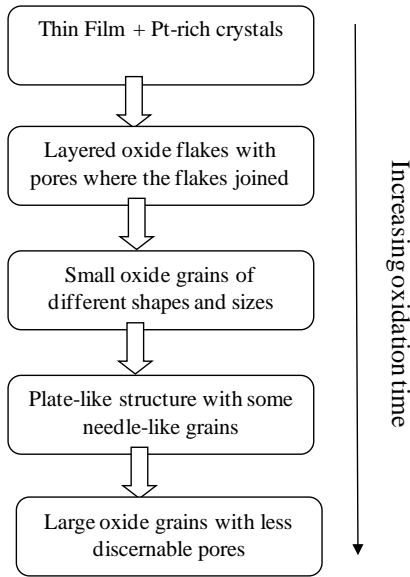 Thin Film + Pt-rich crystals
Layered oxide flakes with
pores where the flakes joined
Small oxide grains of
different shapes and sizes
Plate-like structure with some
needle-like grains
Large oxide grains with less
discernable pores
Increasing oxidation time